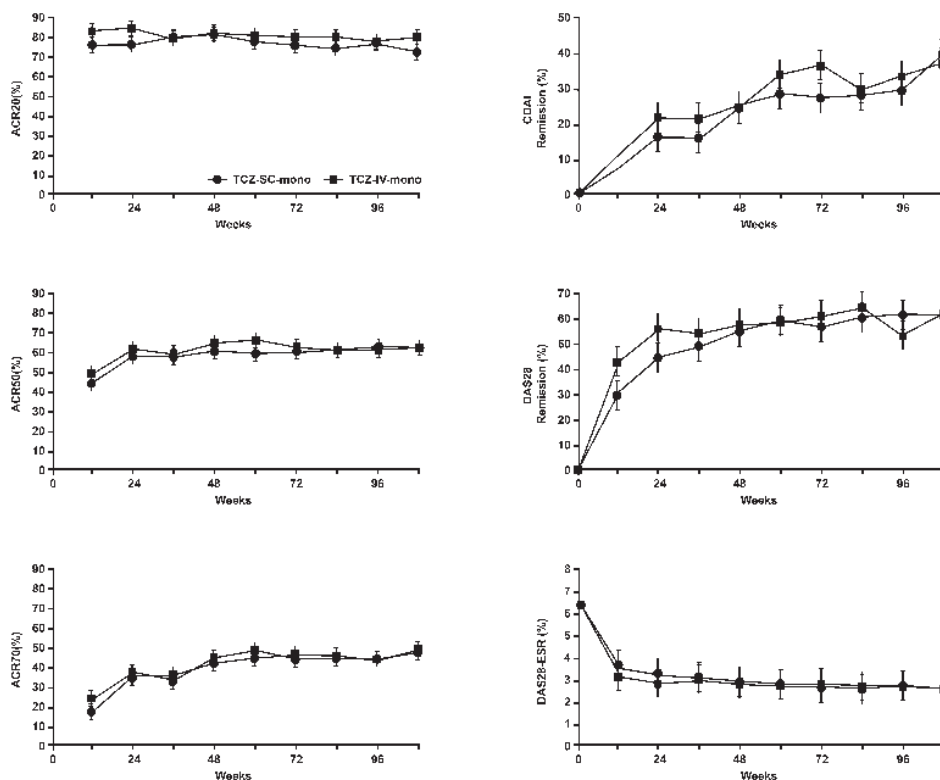 ACR20(%)
90
80
70
60
50
40
30
20
10
0
TCZ-SC-mono TCZ-IV-mono
0 24 48 72 96
Weeks
CDAI
Remission (%)
50
40
30
20
10
0
0 24 48 72 96
Weeks
ACR50(%)
90
80
70
60
50
40
30
20
10
0
0 24 48 72 96
Weeks
DAS28
Remission (%)
70
60
50
40
30
20
10
0
0 24 48 72 96
Weeks
ACR70(%)
90
80
70
60
50
40
30
20
10
0
0 24 48 72 96
Weeks
DAS28-ESR (%)
8
7
6
5
4
3
2
1
0
0 24 48 72 96
Weeks